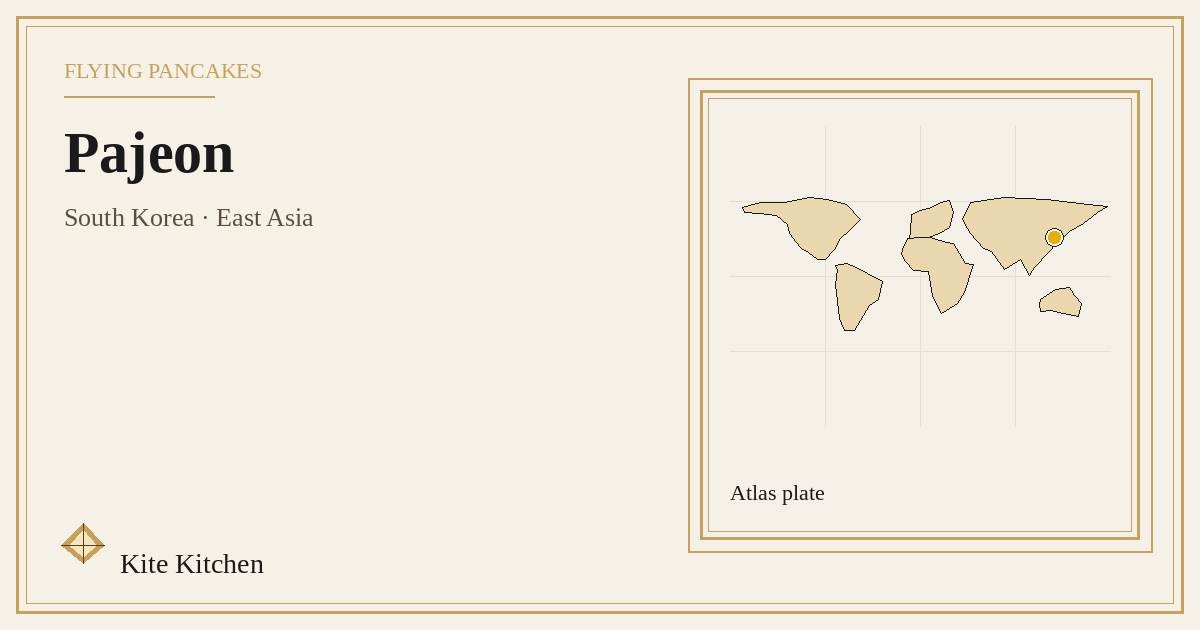 FLYING PANCAKES
Pajeon
South Korea · East Asia
Atlas plate
Kite Kitchen